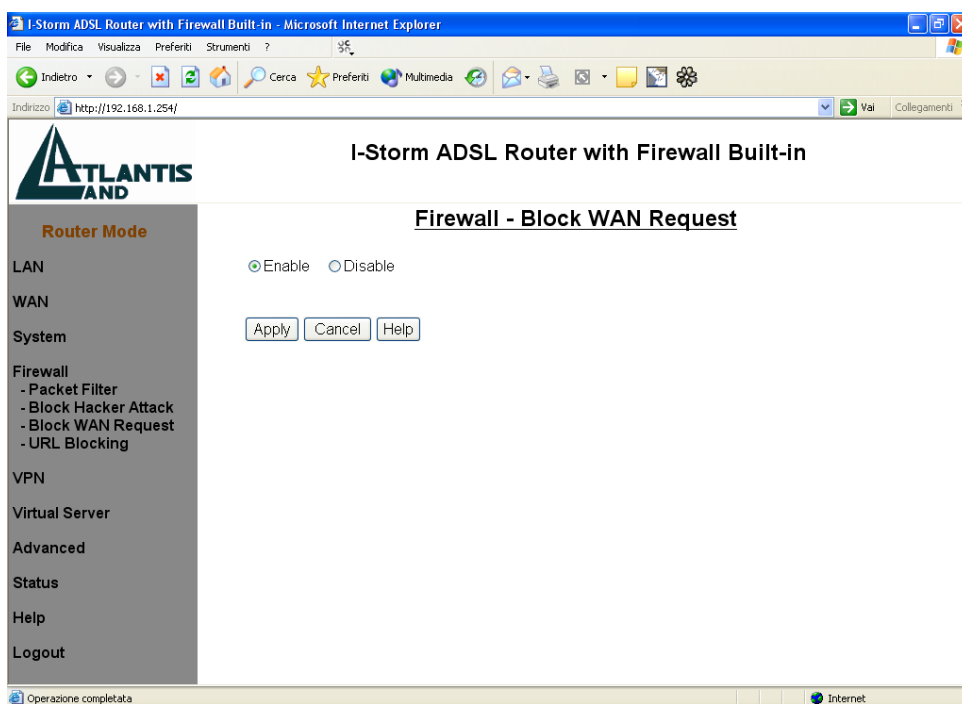 I-Storm ADSL Router with Firewall Built-in - Microsoft Internet Explorer
File Modifica Visualizza Preferiti Strumenti ?
Indietro Cerca Preferiti Multimedia
Indirizzo http://192.168.1.254/ Vai Collegamenti
ATLANTIS
LAND
I-Storm ADSL Router with Firewall Built-in
Router Mode
LAN
WAN
System
Firewall
- Packet Filter
- Block Hacker Attack
- Block WAN Request
- URL Blocking
VPN
Virtual Server
Advanced
Status
Help
Logout
Firewall - Block WAN Request
Enable Disable
Apply Cancel Help
Operazione completata Internet